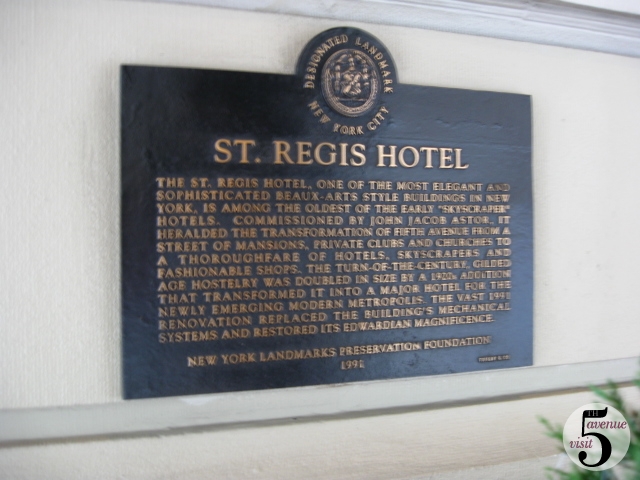 DESIGNATED LANDMARK
NEW YORK CITY
ST. REGIS HOTEL
THE ST. REGIS HOTEL, ONE OF THE MOST ELEGANT AND
SOPHISTICATED BEAUX-ARTS STYLE BUILDINGS IN NEW
YORK, IS AMONG THE OLDEST OF THE EARLY "SKYSCRAPER"
HOTELS. COMMISSIONED BY JOHN JACOB ASTOR, IT
HERALDED THE TRANSFORMATION OF FIFTH AVENUE FROM A
STREET OF MANSIONS, PRIVATE CLUBS AND CHURCHES TO
A THOROUGHFARE OF HOTELS, SKYSCRAPERS AND
FASHIONABLE SHOPS. THE TURN-OF-THE-CENTURY, GILDED
AGE HOSTELRY WAS DOUBLED IN SIZE BY A 1920s ADDITION
THAT TRANSFORMED IT INTO A MAJOR HOTEL FOR THE
NEWLY EMERGING MODERN METROPOLIS. THE VAST 1991
RENOVATION REPLACED THE BUILDING'S MECHANICAL
SYSTEMS AND RESTORED ITS EDWARDIAN MAGNIFICENCE.
NEW YORK LANDMARKS PRESERVATION FOUNDATION
1991
visit 5TH avenue